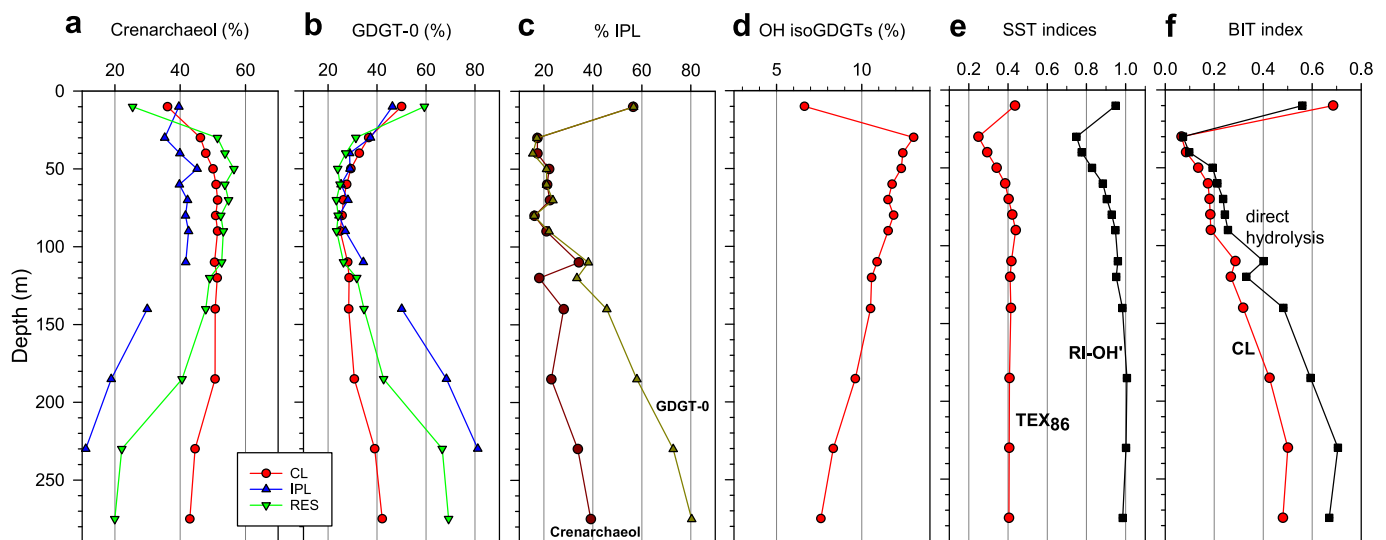 a Crenarchaeol (%) b GDGT-0 (%) c % IPL d OH isoGDGTs (%) e SST indices f BIT index
20 40 60 80 20 40 60 80 20 40 60 80 5 10 0.2 0.4 0.6 0.8 1.0 0.0 0.2 0.4 0.6 0.8
0
50
100
150
200
250
Depth (m)
direct
hydrolysis
RI-OH'
CL
GDGT-0
TEX86
CL
IPL
RES
Crenarchaeol